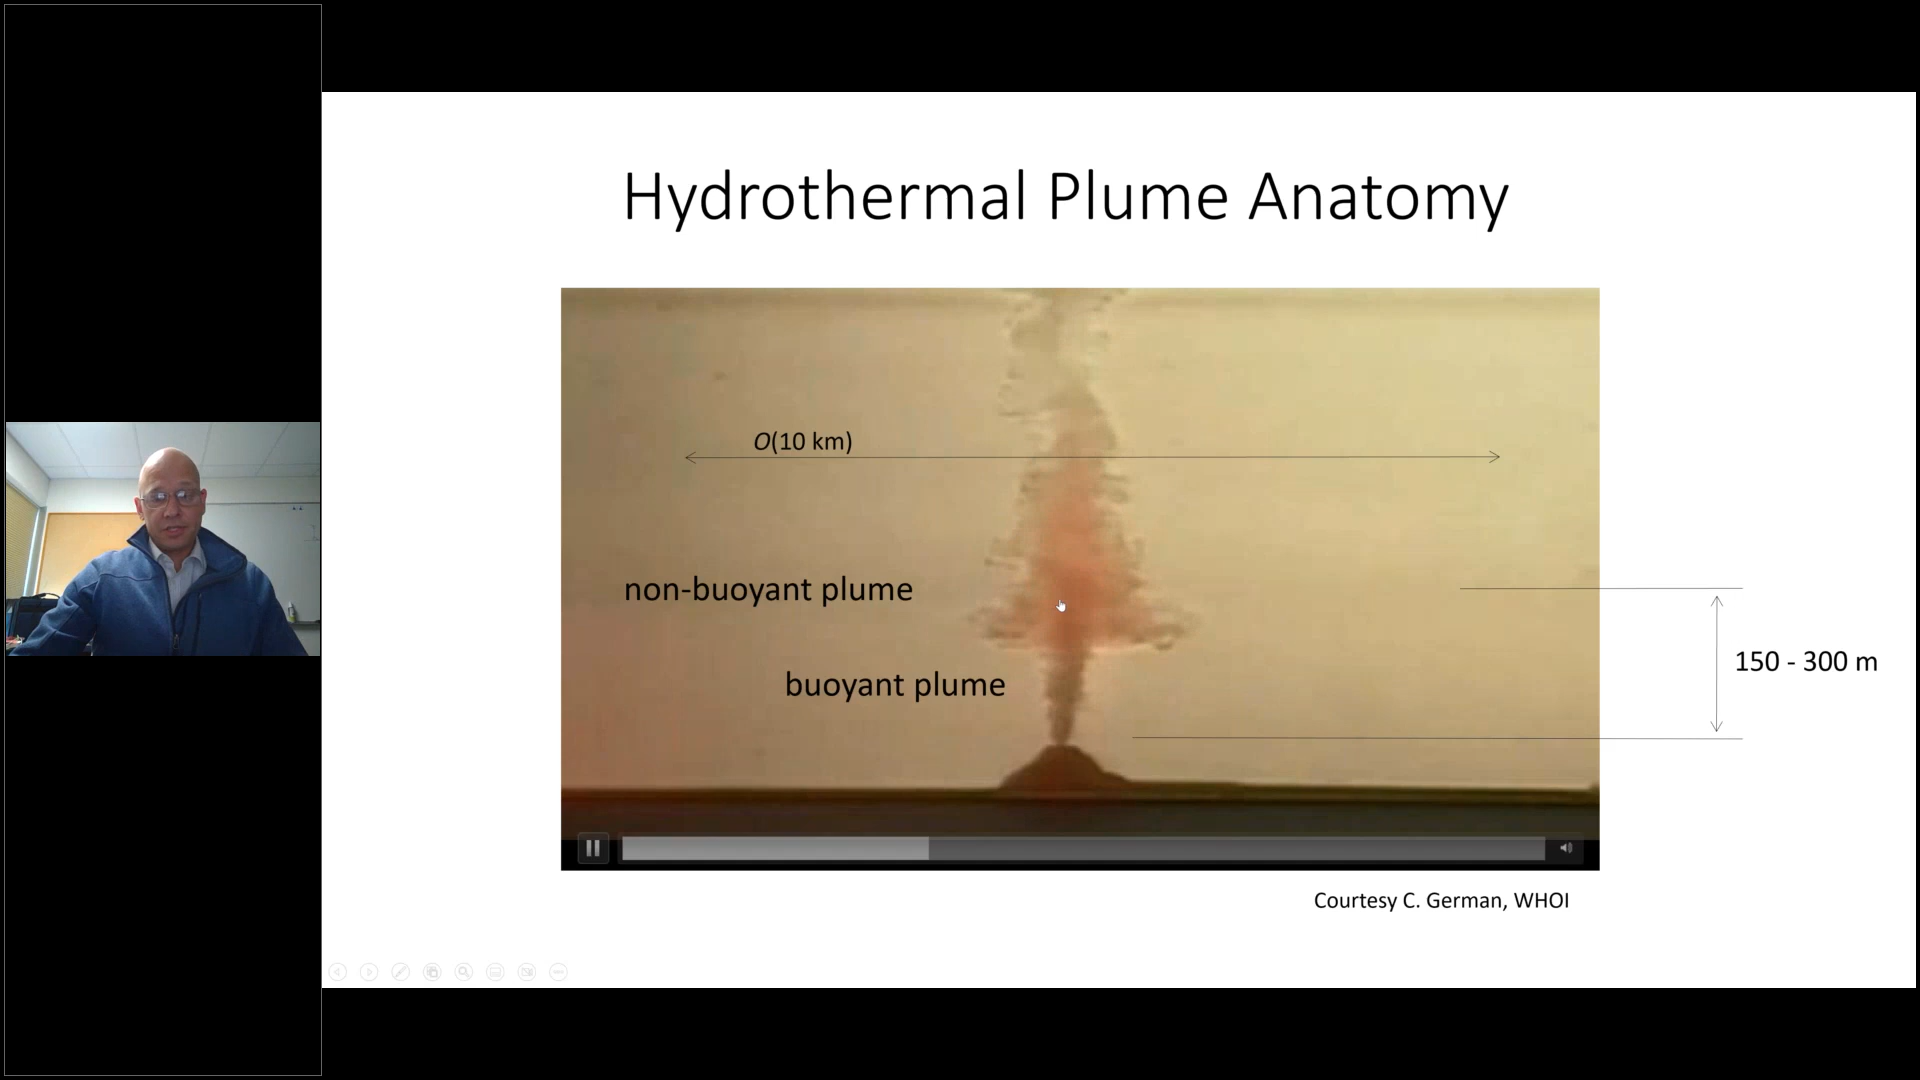 Hydrothermal Plume Anatomy
O(10 km)
non-buoyant plume
buoyant plume
150 - 300 m
Courtesy C. German, WHOI